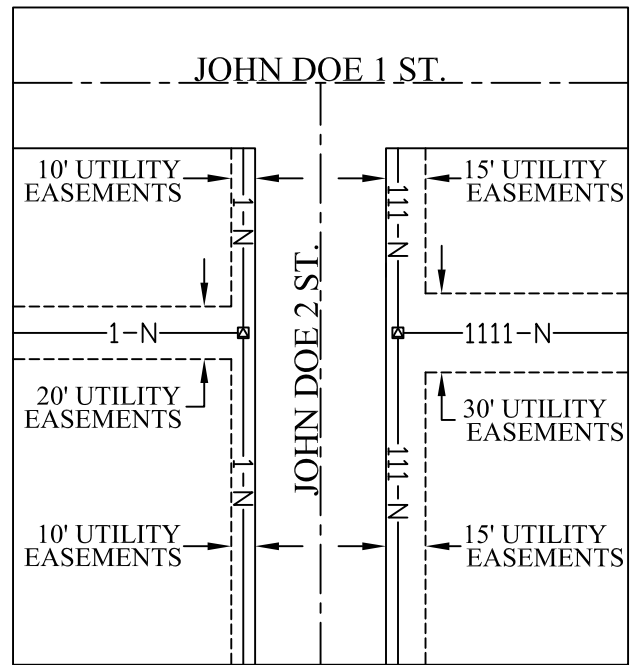 JOHN DOE 1 ST.
10' UTILITY
EASEMENTS
15' UTILITY
EASEMENTS
1-N
111-N
JOHN DOE 2 ST.
1-N
1111-N
20' UTILITY
EASEMENTS
30' UTILITY
EASEMENTS
1-N
111-N
10' UTILITY
EASEMENTS
15' UTILITY
EASEMENTS